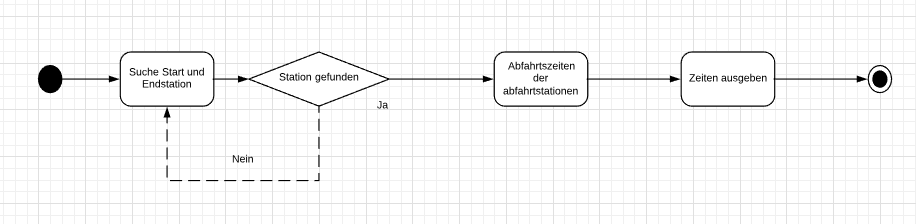 Suche Start und
Endstation
Station gefunden
Ja
Nein
Abfahrtszeiten
der
abfahrtstationen
Zeiten ausgeben